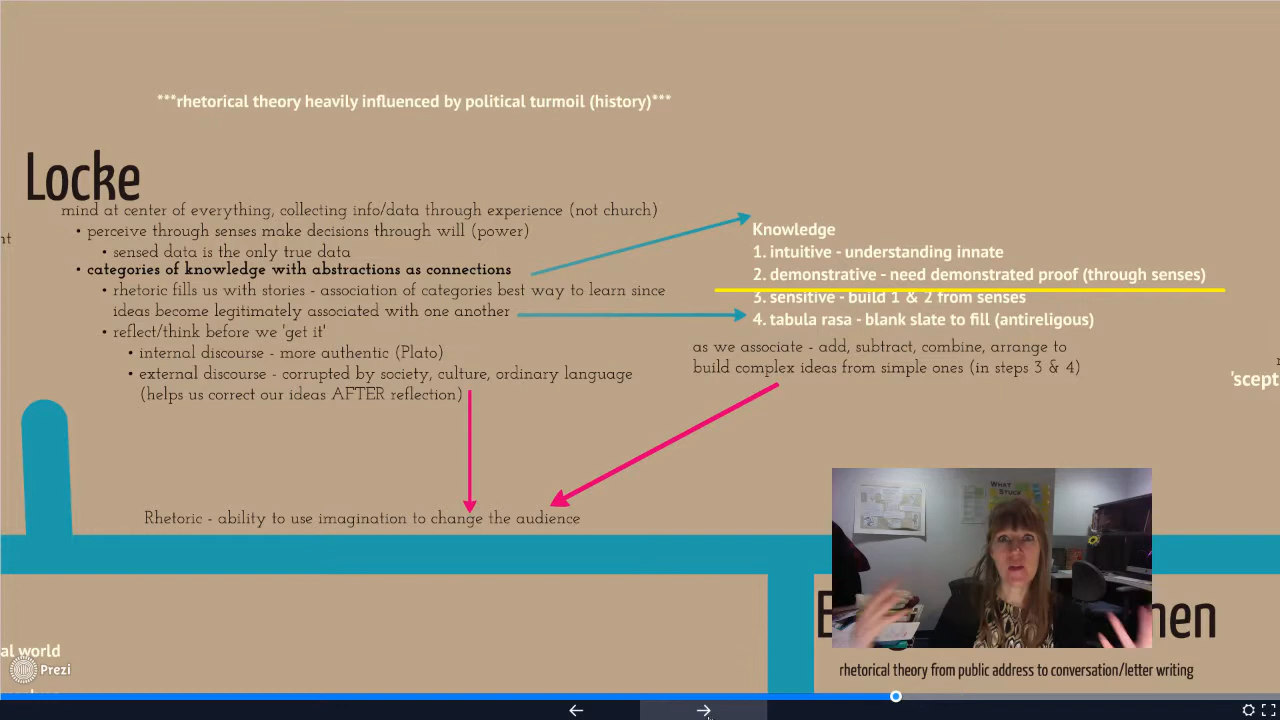 ***rhetorical theory heavily influenced by political turmoil (history)***
Locke
mind at center of everything, collecting info/data through experience (not church)
• perceive through senses make decisions through will (power)
• sensed data is the only true data
• categories of knowledge with abstractions as connections
• rhetoric fills us with stories - association of categories best way to learn since
ideas become legitimately associated with one another
• reflect/think before we 'get it'
• internal discourse - more authentic (Plato)
• external discourse - corrupted by society, culture, ordinary language
(helps us correct our ideas AFTER reflection)
Knowledge
1. intuitive - understanding innate
2. demonstrative - need demonstrated proof (through senses)
3. sensitive - build 1 & 2 from senses
4. tabula rasa - blank slate to fill (antireligous)
as we associate - add, subtract, combine, arrange to
build complex ideas from simple ones (in steps 3 & 4)
nt
'scept
Rhetoric - ability to use imagination to change the audience
WHAT
STUCK
men
rhetorical theory from public address to conversation/letter writing
al world
Prezi